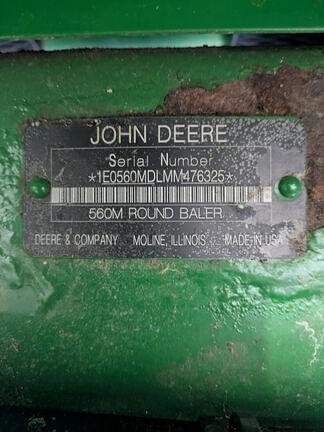 JOHN DEERE
Serial Number
*1E0560MDLMM476325*
560M ROUND BALER
DEERE & COMPANY MOLINE, ILLINOIS MADE IN USA